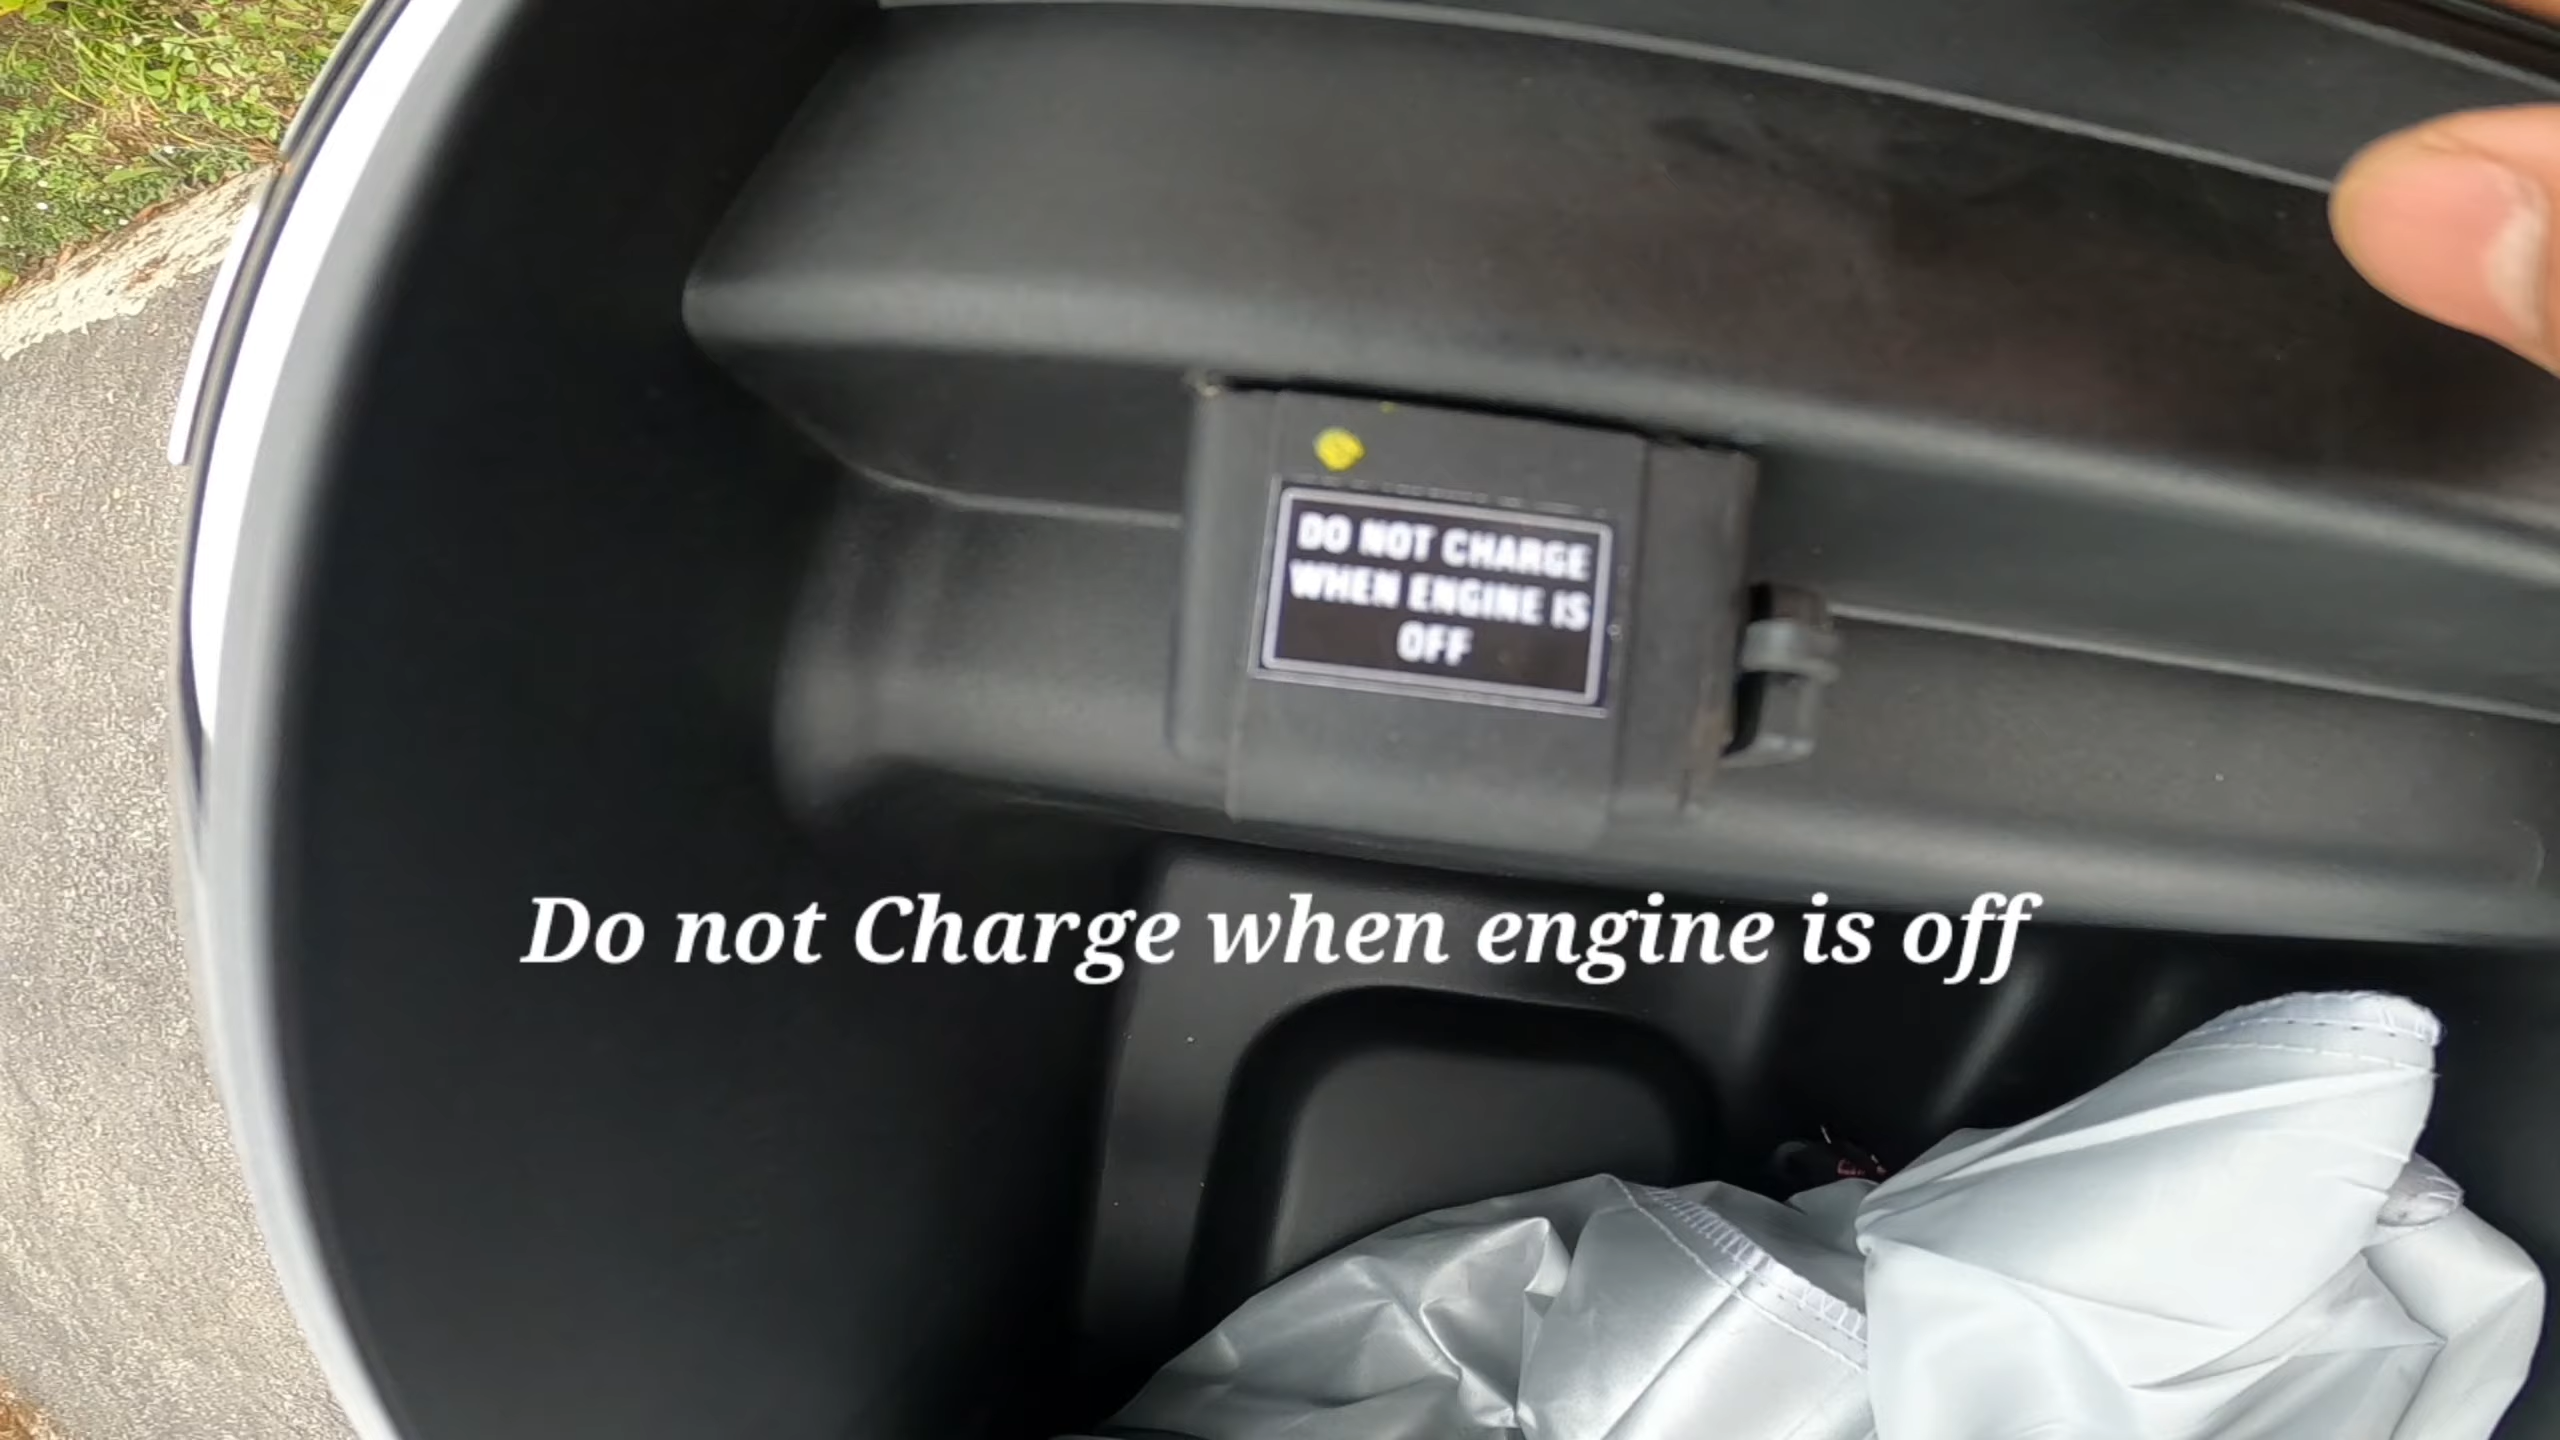 DO NOT CHARGE
WHEN ENGINE IS
OFF
Do not Charge when engine is off